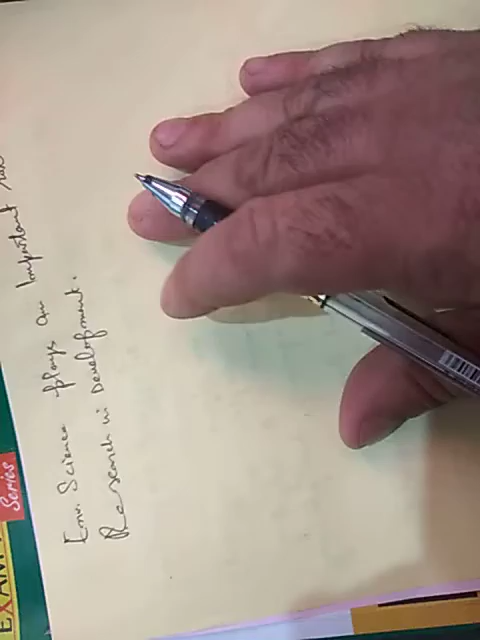 Env. Science plays an Important
Research in Development.
Series
EXAM